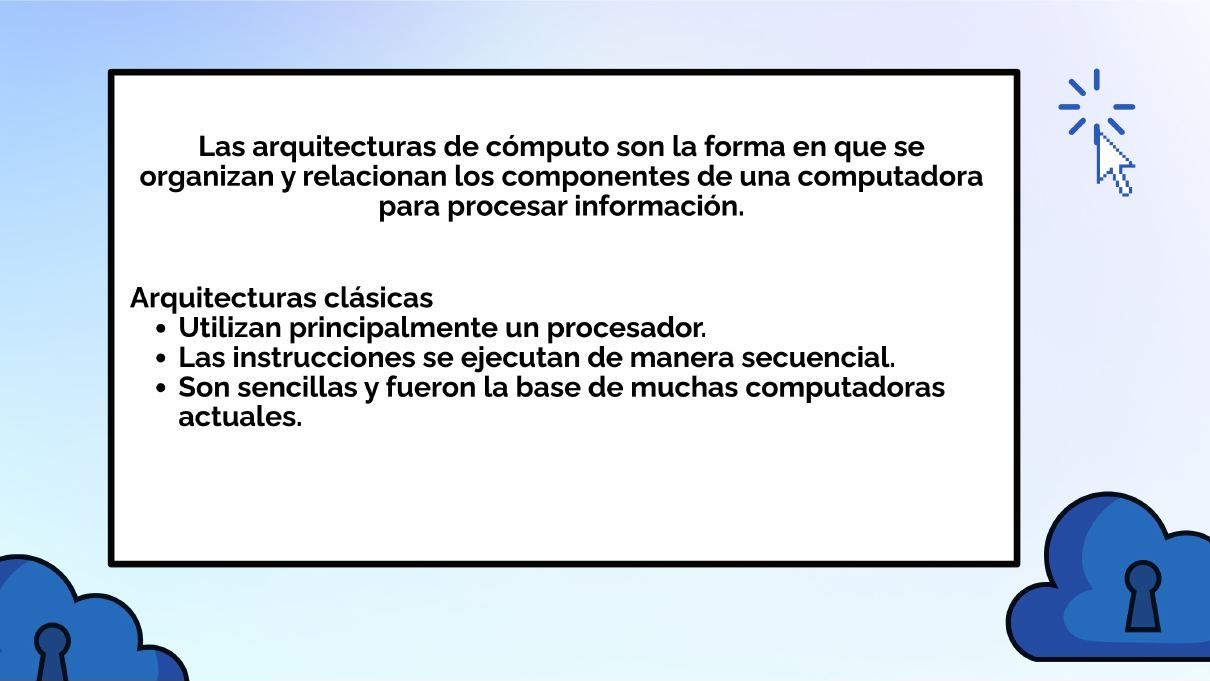 Las arquitecturas de cómputo son la forma en que se
organizan y relacionan los componentes de una computadora
para procesar información.
Arquitecturas clásicas
• Utilizan principalmente un procesador.
• Las instrucciones se ejecutan de manera secuencial.
• Son sencillas y fueron la base de muchas computadoras
actuales.